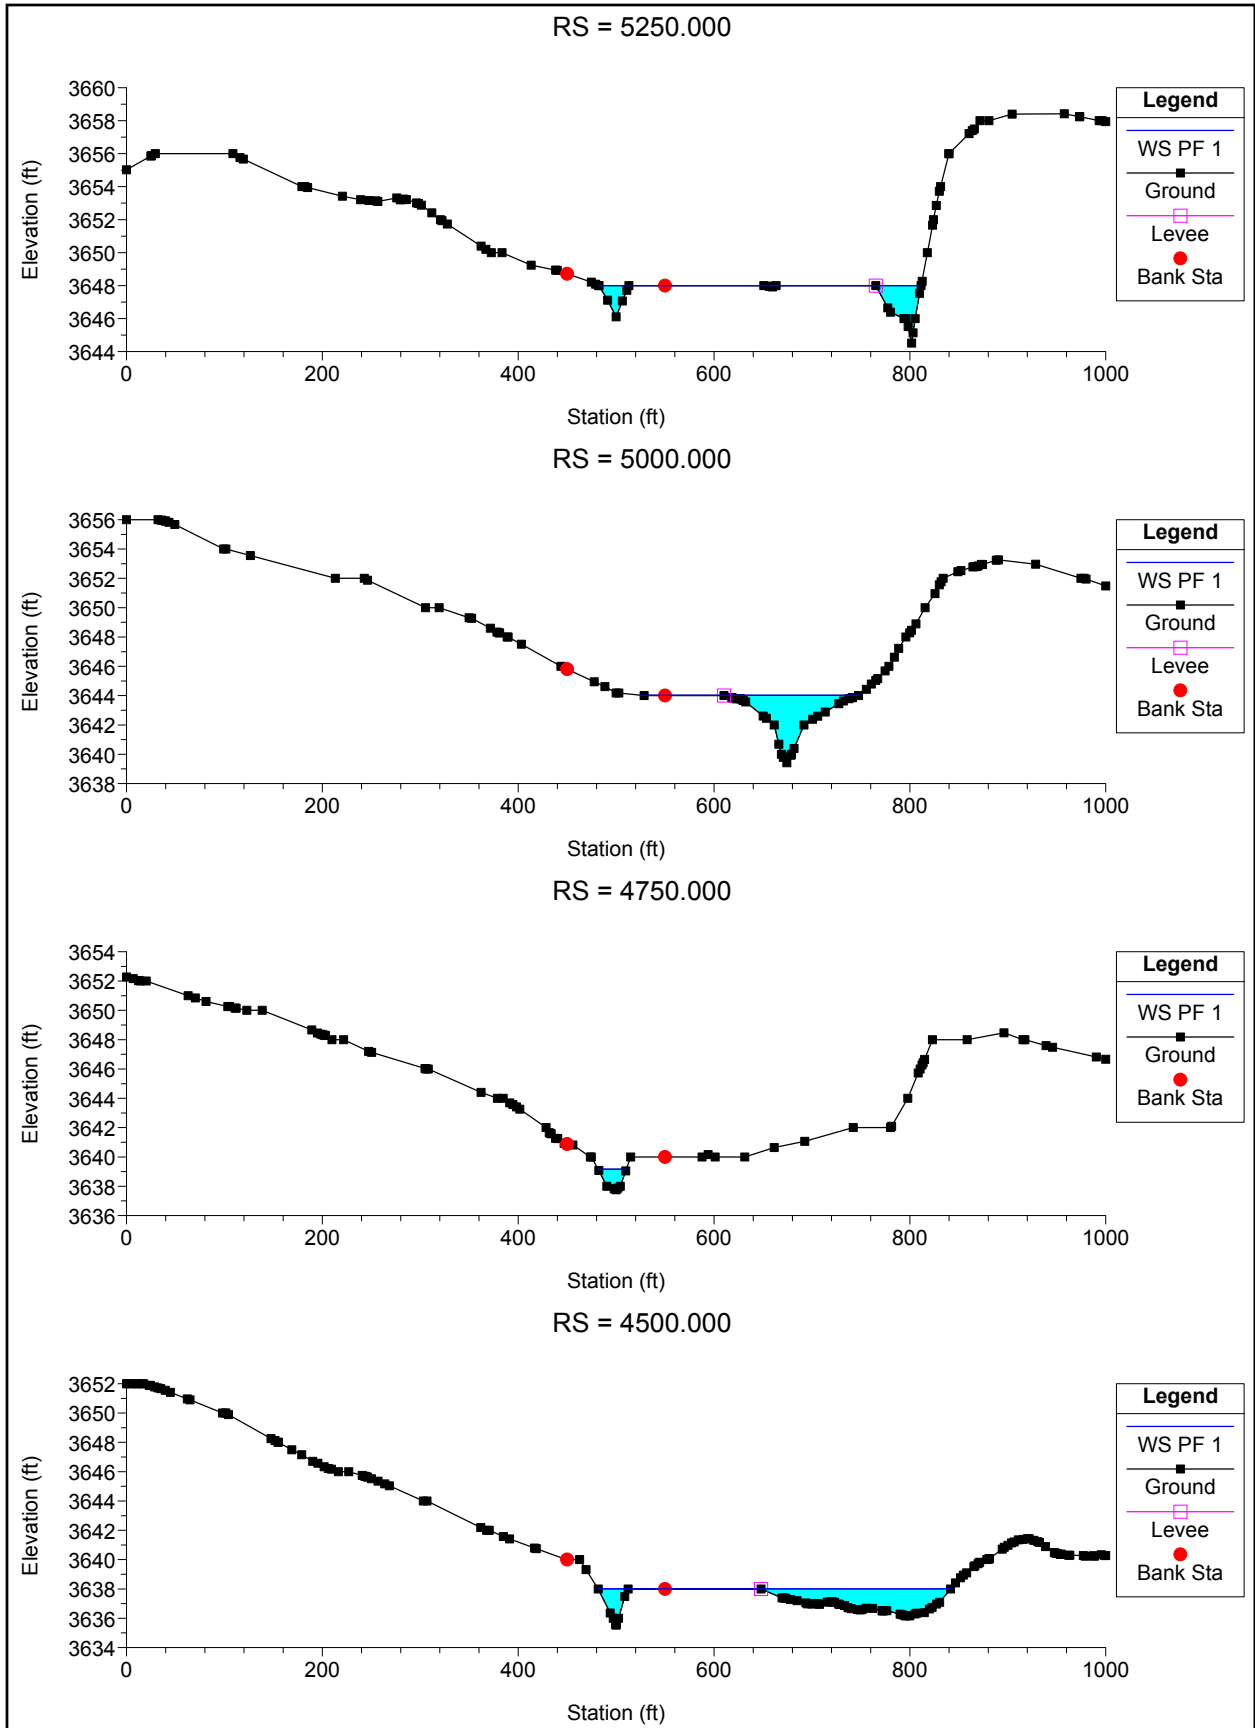 RS = 5250.000
Elevation (ft)
3660
3658
3656
3654
3652
3650
3648
3646
3644
0 200 400 600 800 1000
Station (ft)
Legend
WS PF 1
Ground
Levee
Bank Sta
RS = 5000.000
Elevation (ft)
3656
3654
3652
3650
3648
3646
3644
3642
3640
3638
0 200 400 600 800 1000
Station (ft)
Legend
WS PF 1
Ground
Levee
Bank Sta
RS = 4750.000
Elevation (ft)
3654
3652
3650
3648
3646
3644
3642
3640
3638
3636
0 200 400 600 800 1000
Station (ft)
Legend
WS PF 1
Ground
Bank Sta
RS = 4500.000
Elevation (ft)
3652
3650
3648
3646
3644
3642
3640
3638
3636
3634
0 200 400 600 800 1000
Station (ft)
Legend
WS PF 1
Ground
Levee
Bank Sta